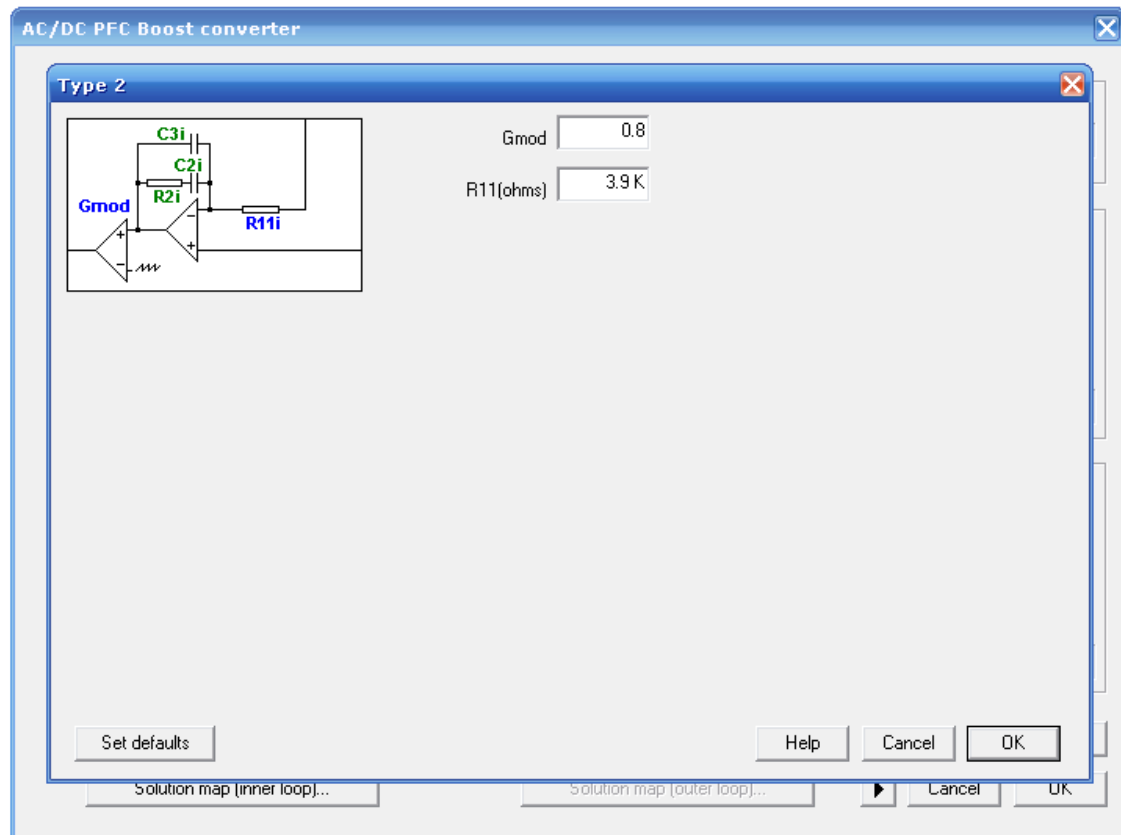 AC/DC PFC Boost converter
Type 2
C3i
C2i
R2i
Gmod
R11i
+
−
−
+
Gmod 0.8
R11(ohms) 3.9 K
Set defaults Help Cancel OK
Solution map (inner loop)... Solution map (outer loop)... Cancel OK